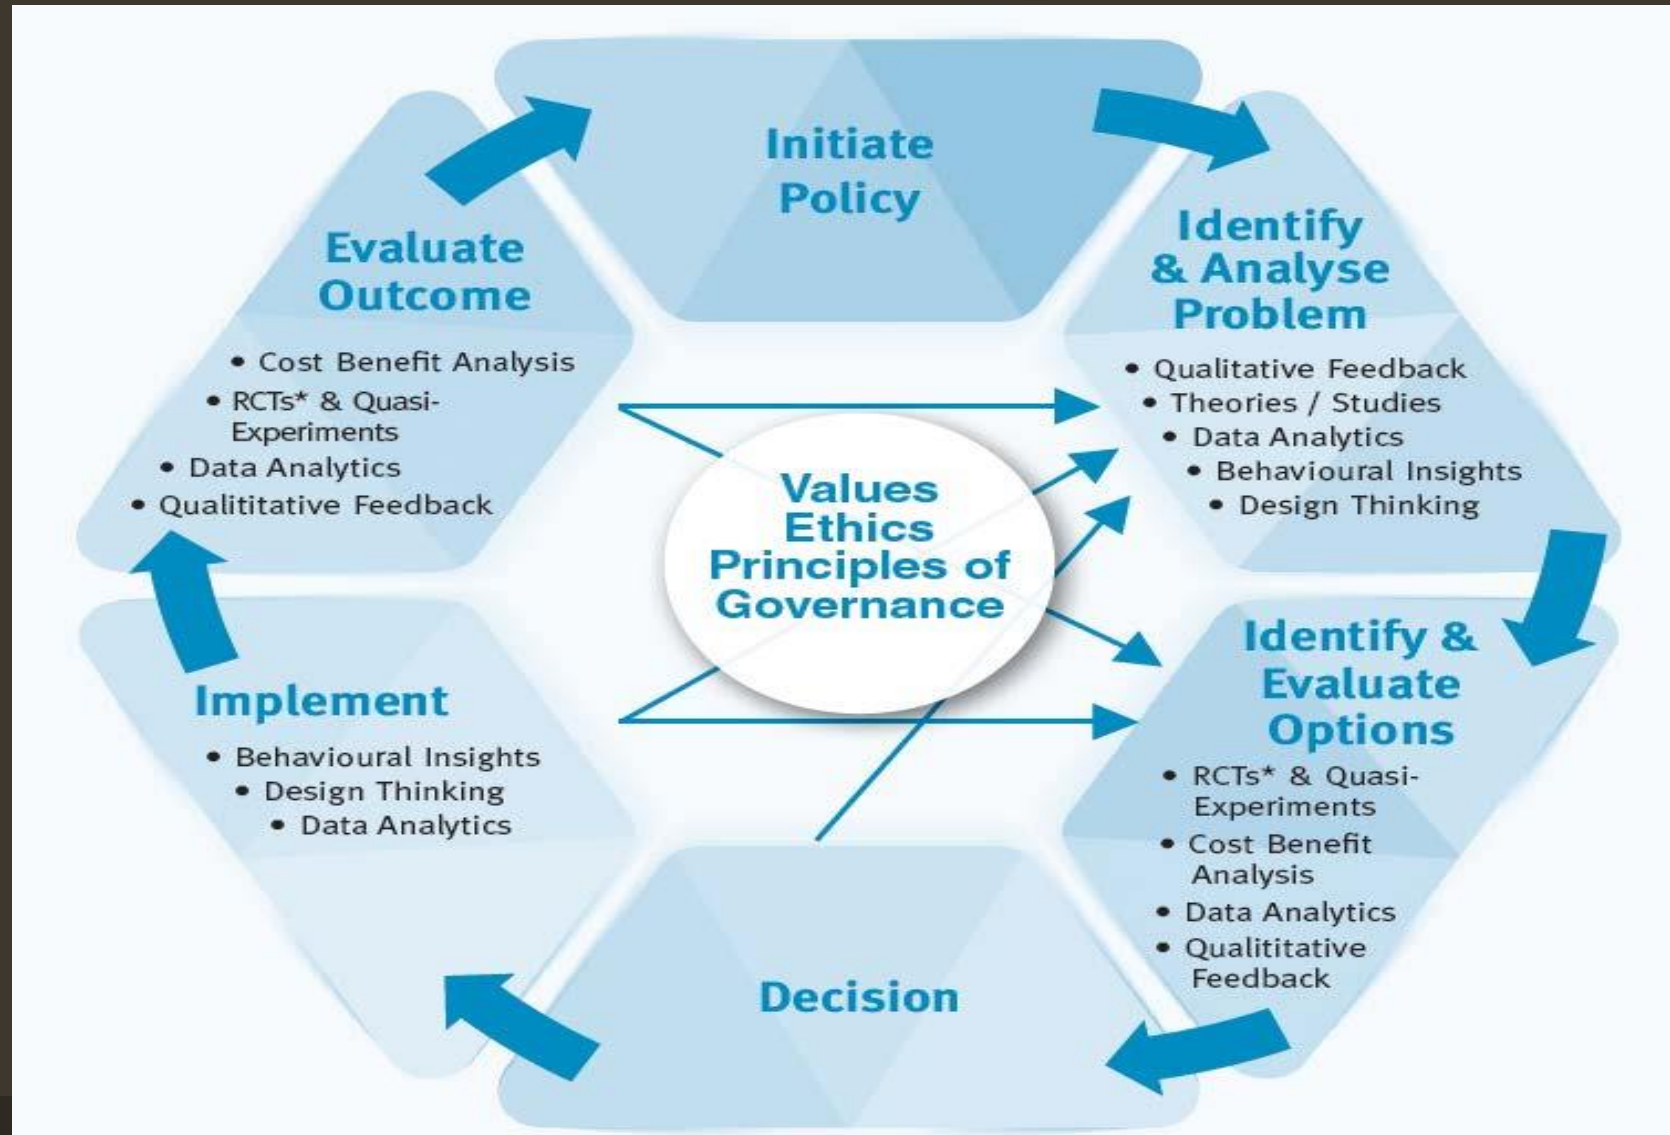 Initiate
Policy
Identify
& Analyse
Problem
• Qualitative Feedback
• Theories / Studies
• Data Analytics
• Behavioural Insights
• Design Thinking
Identify &
Evaluate
Options
• RCTs* & Quasi-
Experiments
• Cost Benefit
Analysis
• Data Analytics
• Qualititative
Feedback
Decision
Implement
• Behavioural Insights
• Design Thinking
• Data Analytics
Evaluate
Outcome
• Cost Benefit Analysis
• RCTs* & Quasi-
Experiments
• Data Analytics
• Qualititative Feedback
Values
Ethics
Principles of
Governance